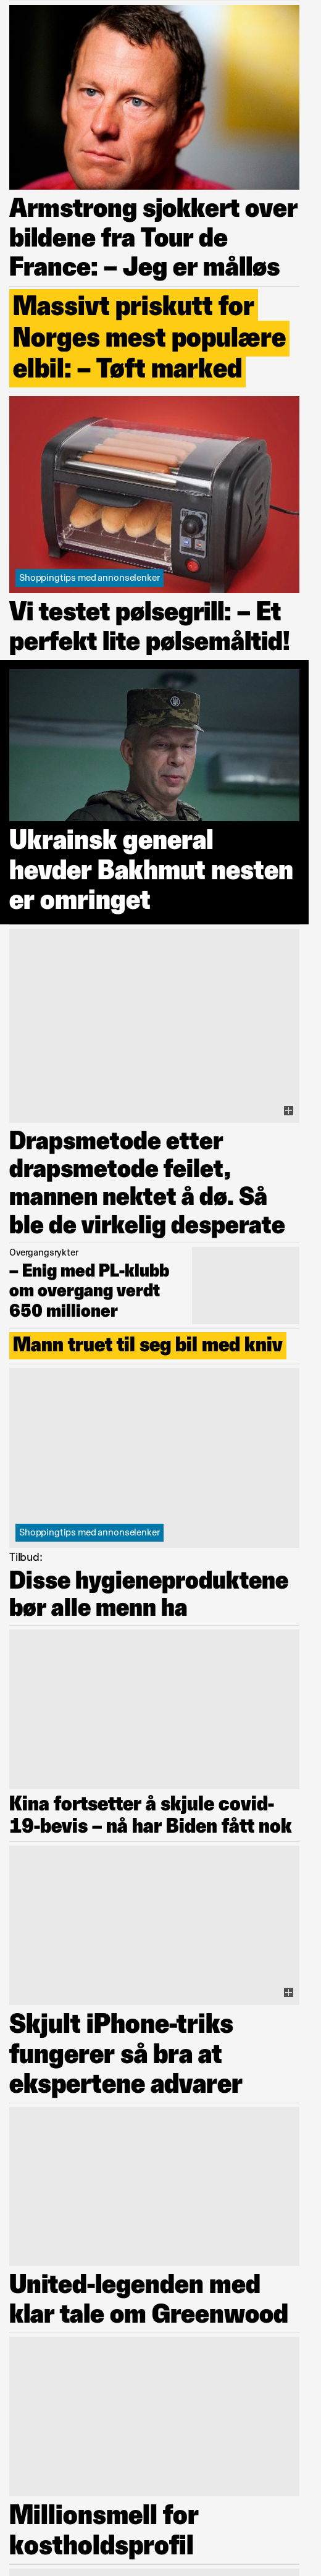 Armstrong sjokkert over
bildene fra Tour de
France: – Jeg er målløs
Massivt priskutt for
Norges mest populære
elbil: – Tøft marked
Shoppingtips med annonselenker
Vi testet pølsegrill: – Et
perfekt lite pølsemåltid!
Ukrainsk general
hevder Bakhmut nesten
er omringet
Drapsmetode etter
drapsmetode feilet,
mannen nektet å dø. Så
ble de virkelig desperate
Overgangsrykter
– Enig med PL-klubb
om overgang verdt
650 millioner
Mann truet til seg bil med kniv
Shoppingtips med annonselenker
Tilbud:
Disse hygieneproduktene
bør alle menn ha
Kina fortsetter å skjule covid-
19-bevis – nå har Biden fått nok
Skjult iPhone-triks
fungerer så bra at
ekspertene advarer
United-legenden med
klar tale om Greenwood
Millionsmell for
kostholdsprofil